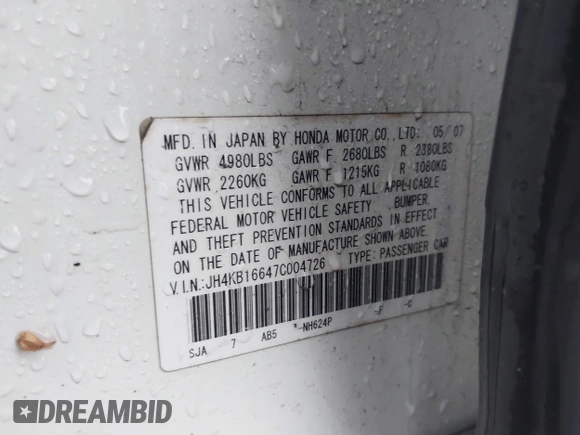 MFD. IN JAPAN BY HONDA MOTOR CO., LTD. 05/07
GVWR 4980LBS GAWR F 2680LBS R 2380LBS
GVWR 2260KG GAWR F 1215KG R 1080KG
THIS VEHICLE CONFORMS TO ALL APPLICABLE
FEDERAL MOTOR VEHICLE SAFETY, BUMPER,
AND THEFT PREVENTION STANDARDS IN EFFECT
ON THE DATE OF MANUFACTURE SHOWN ABOVE.
V.I.N.:JH4KB16647C004726 TYPE: PASSENGER CAR
SJA 7 AB5 *-NH624P -F -C
DREAMBID